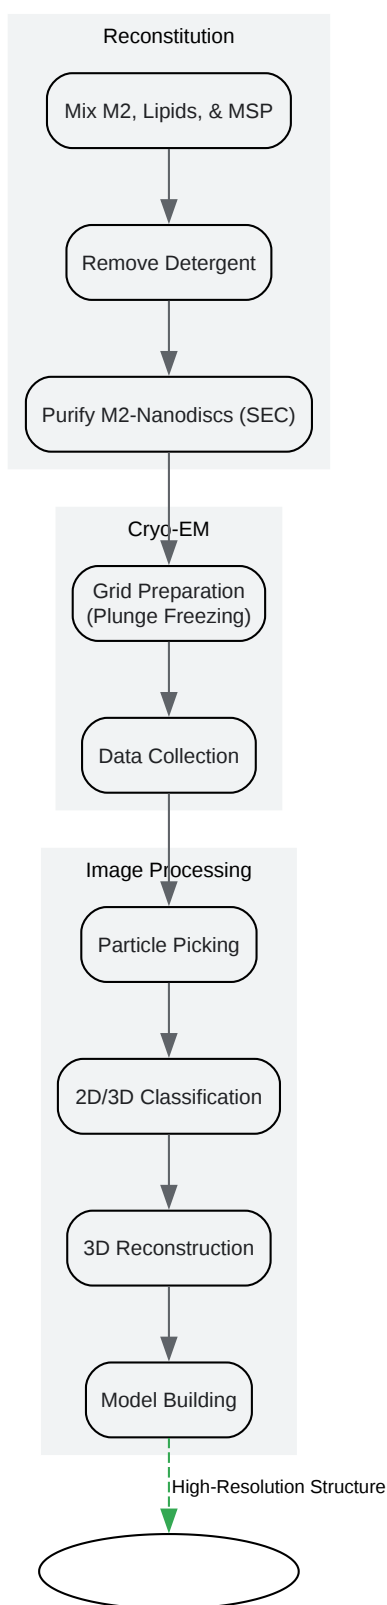 Reconstitution
Mix M2, Lipids, & MSP
Remove Detergent
Purify M2-Nanodiscs (SEC)
Cryo-EM
Grid Preparation
(Plunge Freezing)
Data Collection
Image Processing
Particle Picking
2D/3D Classification
3D Reconstruction
Model Building
High-Resolution Structure